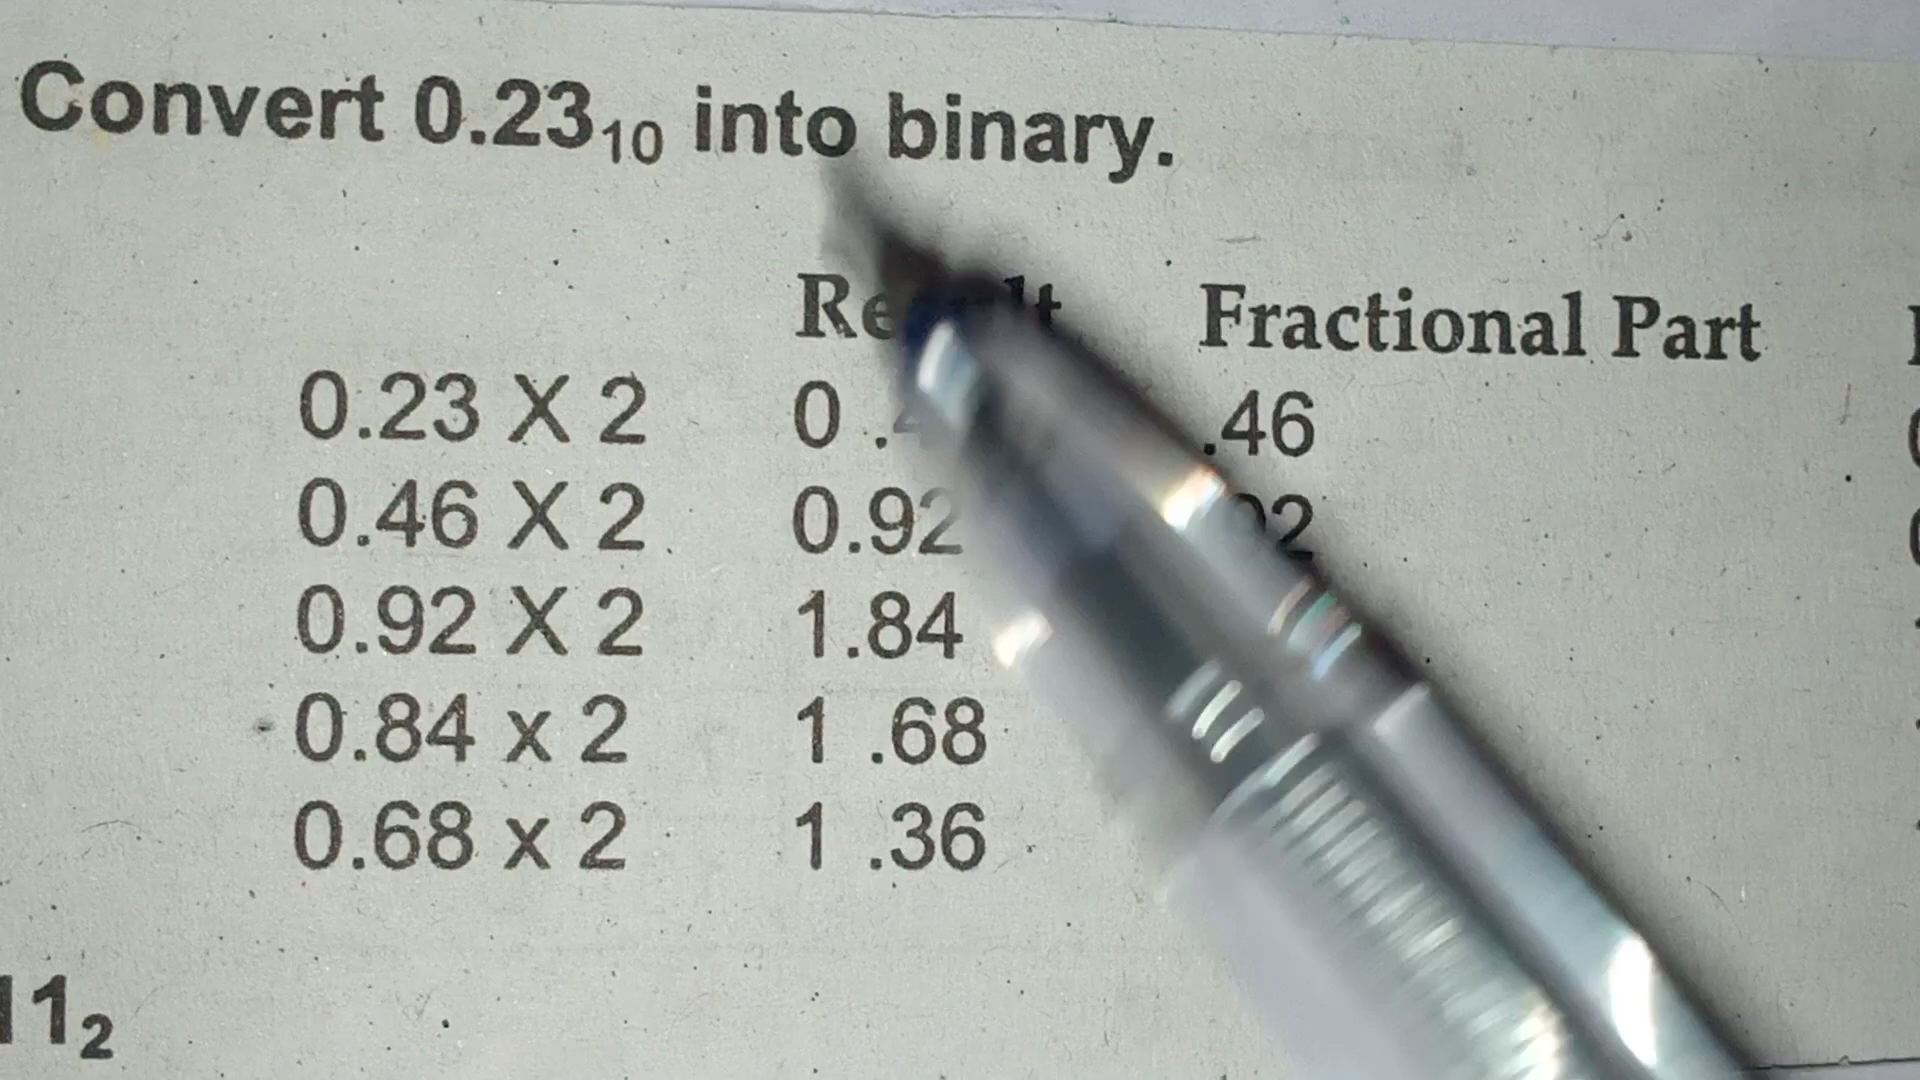 Convert 0.23₁₀ into binary.
Fractional Part
0.23 X 2 0 . .46
0.46 X 2 0.92
0.92 X 2 1.84
0.84 x 2 1 .68
0.68 x 2 1 .36
1₂